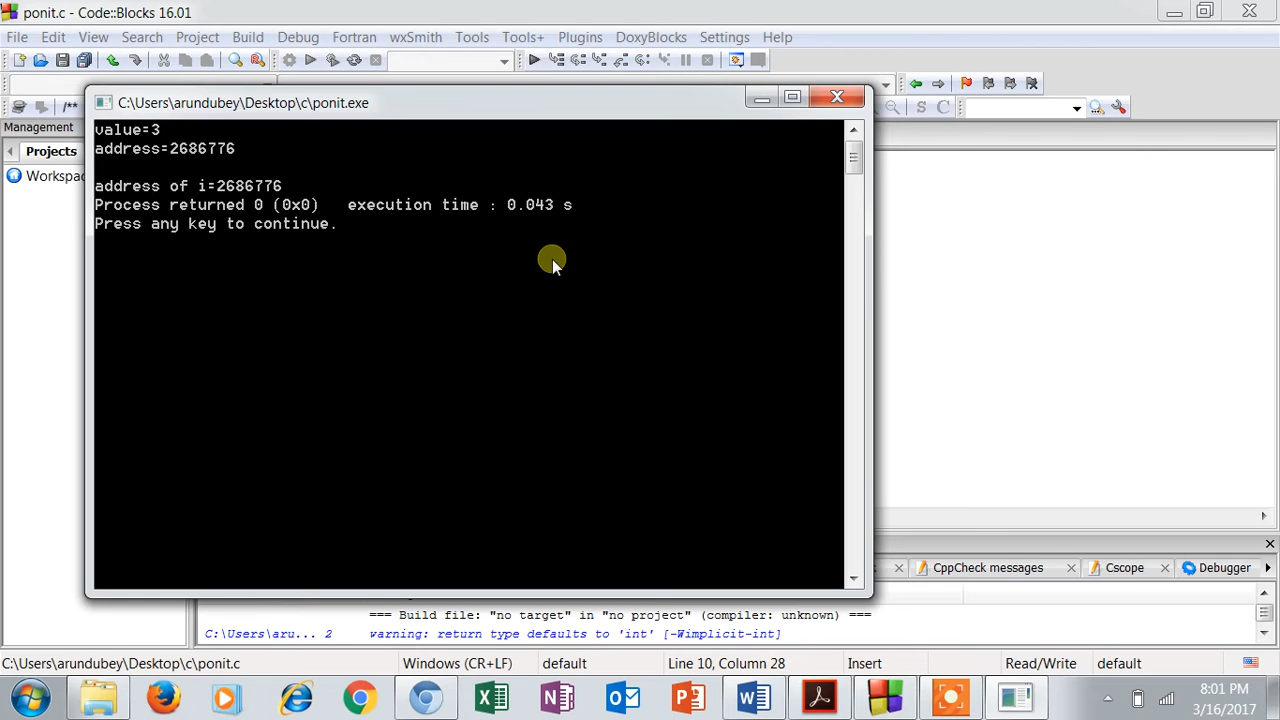 ponit.c - Code::Blocks 16.01
File Edit View Search Project Build Debug Fortran wxSmith Tools Tools+ Plugins DoxyBlocks Settings Help
C:\Users\arundubey\Desktop\c\ponit.exe
/** S C
Management
Projects
Workspa
value=3
address=2686776
address of i=2686776
Process returned 0 (0x0)   execution time : 0.043 s
Press any key to continue.
CppCheck messages Cscope Debugger
=== Build file: "no target" in "no project" (compiler: unknown) ===
C:\Users\aru... 2 warning: return type defaults to 'int' [-Wimplicit-int]
C:\Users\arundubey\Desktop\c\ponit.c Windows (CR+LF) default Line 10, Column 28 Insert Read/Write default
8:01 PM
3/16/2017